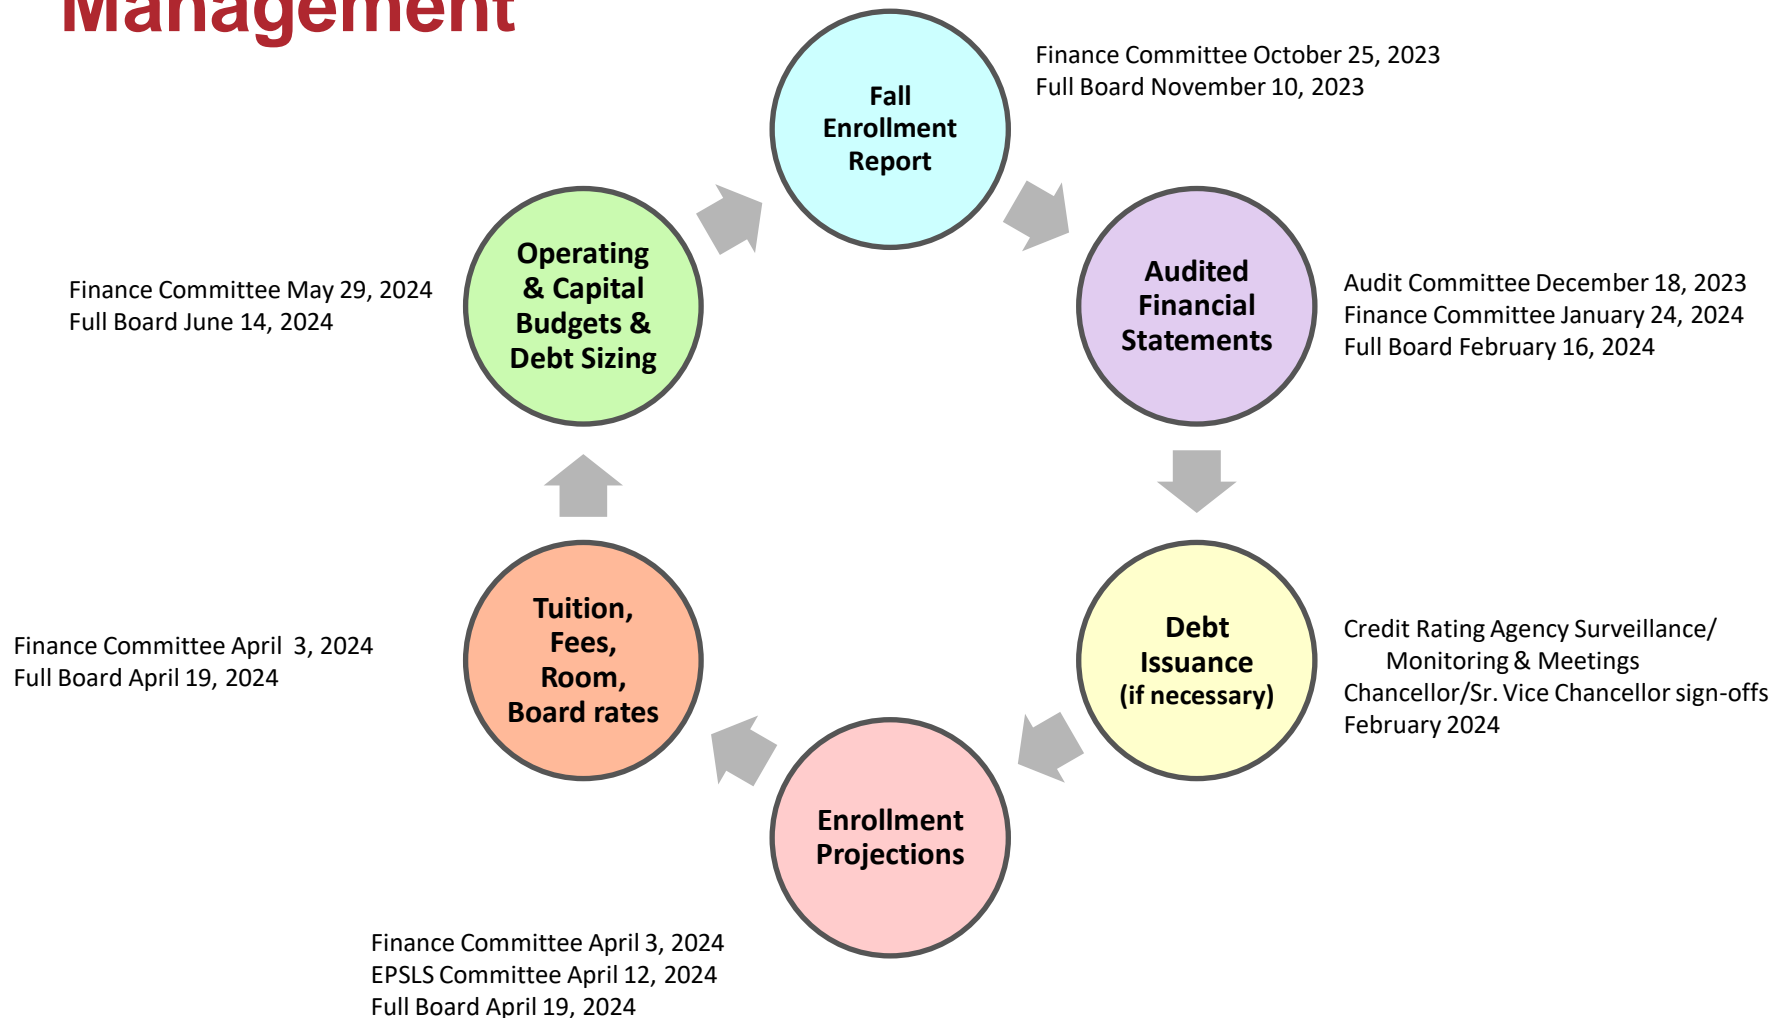 Management
Fall
Enrollment
Report
Finance Committee October 25, 2023
Full Board November 10, 2023
Audited
Financial
Statements
Audit Committee December 18, 2023
Finance Committee January 24, 2024
Full Board February 16, 2024
Debt
Issuance
(if necessary)
Credit Rating Agency Surveillance/
Monitoring & Meetings
Chancellor/Sr. Vice Chancellor sign-offs
February 2024
Enrollment
Projections
Finance Committee April 3, 2024
EPSLS Committee April 12, 2024
Full Board April 19, 2024
Tuition,
Fees,
Room,
Board rates
Finance Committee April  3, 2024
Full Board April 19, 2024
Operating
& Capital
Budgets &
Debt Sizing
Finance Committee May 29, 2024
Full Board June 14, 2024